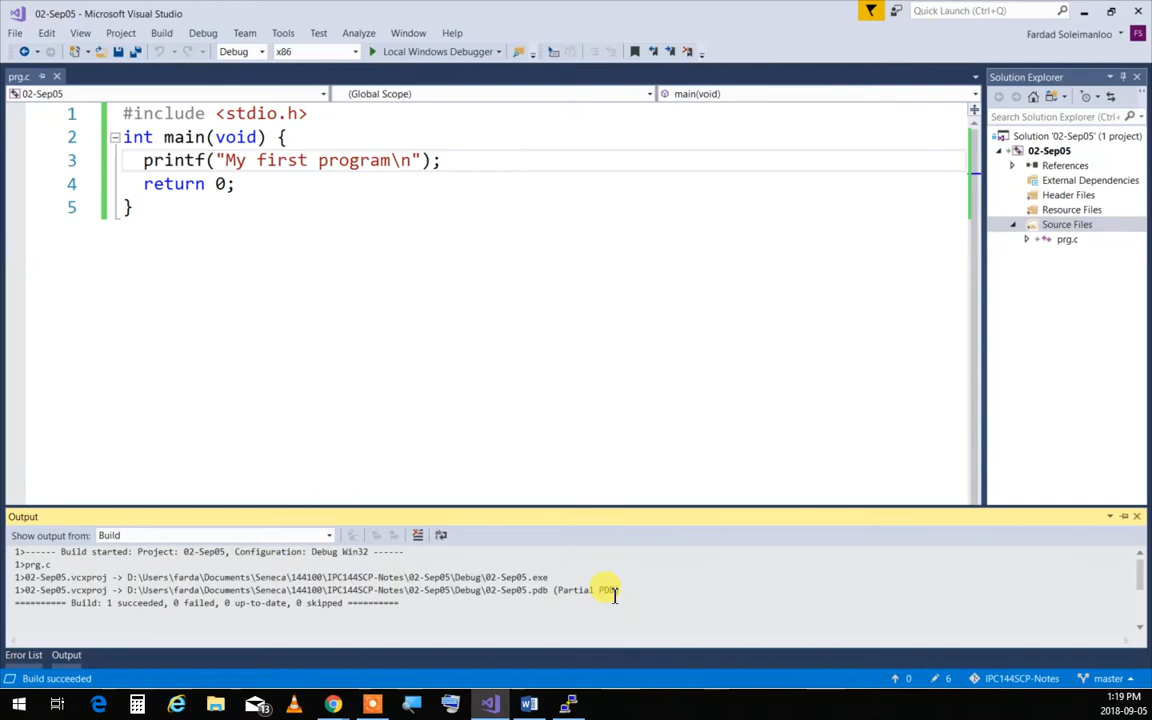 02-Sep05 - Microsoft Visual Studio
Quick Launch (Ctrl+Q)
File Edit View Project Build Debug Team Tools Test Analyze Window Help
Fardad Soleimanloo FS
Debug x86 Local Windows Debugger
prg.c
02-Sep05 (Global Scope) main(void)
1 #include <stdio.h>
2 int main(void) {
3 printf("My first program\n");
4 return 0;
5 }
Solution Explorer
Search Solution Explorer (Ctrl+
Solution '02-Sep05' (1 project)
02-Sep05
References
External Dependencies
Header Files
Resource Files
Source Files
prg.c
Output
Show output from: Build
1>------ Build started: Project: 02-Sep05, Configuration: Debug Win32 ------
1>prg.c
1>02-Sep05.vcxproj -> D:\Users\farda\Documents\Seneca\144100\IPC144SCP-Notes\02-Sep05\Debug\02-Sep05.exe
1>02-Sep05.vcxproj -> D:\Users\farda\Documents\Seneca\144100\IPC144SCP-Notes\02-Sep05\Debug\02-Sep05.pdb (Partial PDB)
========== Build: 1 succeeded, 0 failed, 0 up-to-date, 0 skipped ==========
Error List Output
Build succeeded 0 6 IPC144SCP-Notes master
13
1:19 PM
2018-09-05